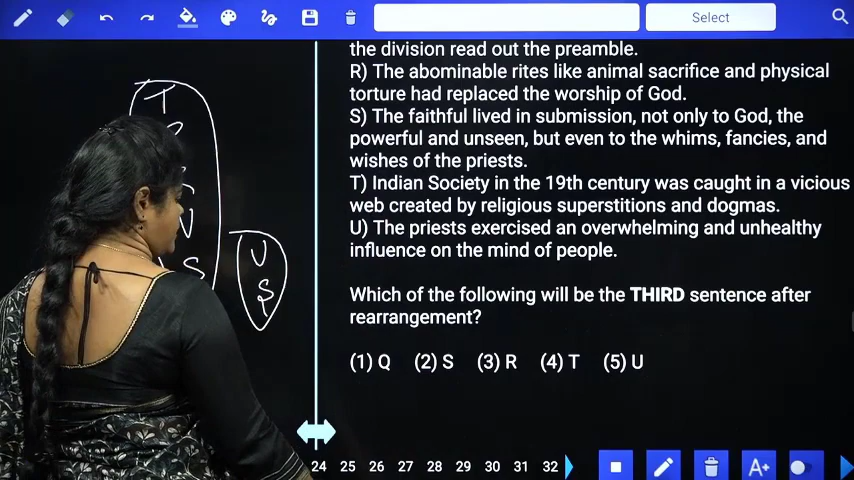 Select
the division read out the preamble.
R) The abominable rites like animal sacrifice and physical
torture had replaced the worship of God.
S) The faithful lived in submission, not only to God, the
powerful and unseen, but even to the whims, fancies, and
wishes of the priests.
T) Indian Society in the 19th century was caught in a vicious
web created by religious superstitions and dogmas.
U) The priests exercised an overwhelming and unhealthy
influence on the mind of people.
Which of the following will be the THIRD sentence after
rearrangement?
(1) Q (2) S (3) R (4) T (5) U
T
U
S
U
S
24 25 26 27 28 29 30 31 32
A+